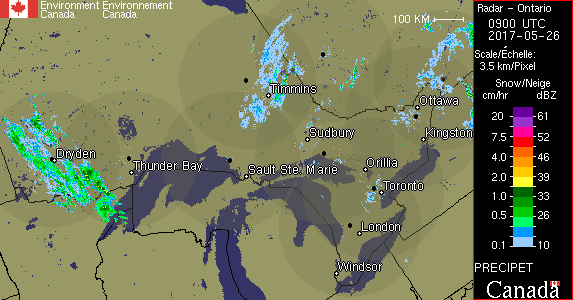 Environment Environnement
Canada Canada
100 KM
Radar - Ontario
0900 UTC
2017-05-26
Scale/Échelle:
3.5 km/Pixel
Snow/Neige
cm/hr dBZ
20 61
7.5 57
5.5 52
4.0 46
2.0 39
1.0 33
0.5 26
0.1 10
PRECIPET
Canada
Timmins
Ottawa
Sudbury
Kingston
Dryden
Thunder Bay
Sault Ste. Marie
Orillia
Toronto
London
Windsor